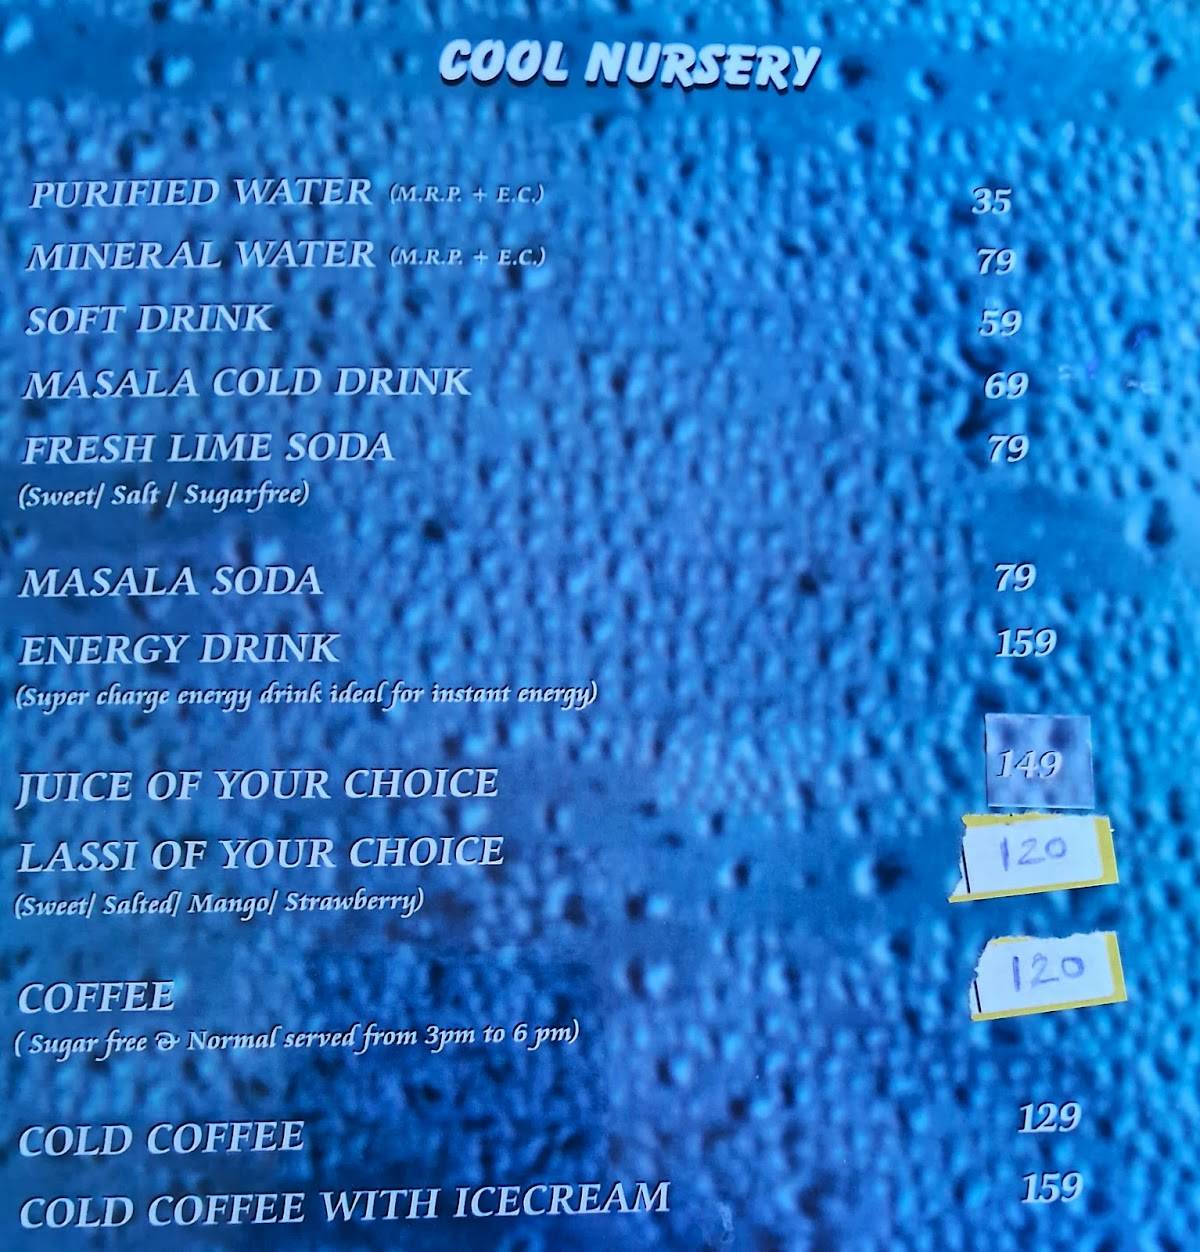 COOL NURSERY
PURIFIED WATER (M.R.P. + E.C.) 35
MINERAL WATER (M.R.P. + E.C.) 79
SOFT DRINK 59
MASALA COLD DRINK 69
FRESH LIME SODA 79
(Sweet/ Salt / Sugarfree)
MASALA SODA 79
ENERGY DRINK 159
(Super charge energy drink ideal for instant energy)
JUICE OF YOUR CHOICE 149
LASSI OF YOUR CHOICE 120
(Sweet/ Salted/ Mango/ Strawberry)
COFFEE 120
( Sugar free & Normal served from 3pm to 6 pm)
COLD COFFEE 129
COLD COFFEE WITH ICECREAM 159